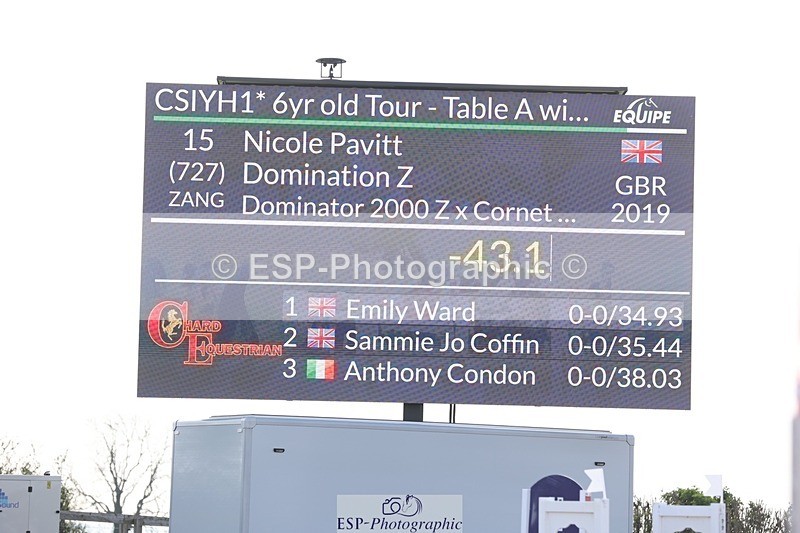 CSIYH1* 6yr old Tour - Table A wi...
EQUIPE
15 Nicole Pavitt
(727) Domination Z GBR
ZANG Dominator 2000 Z x Cornet ... 2019
-43.1
© ESP-Photographic ©
1 Emily Ward 0-0/34.93
2 Sammie Jo Coffin 0-0/35.44
3 Anthony Condon 0-0/38.03
CHARD
EQUESTRIAN
ESP-Photographic